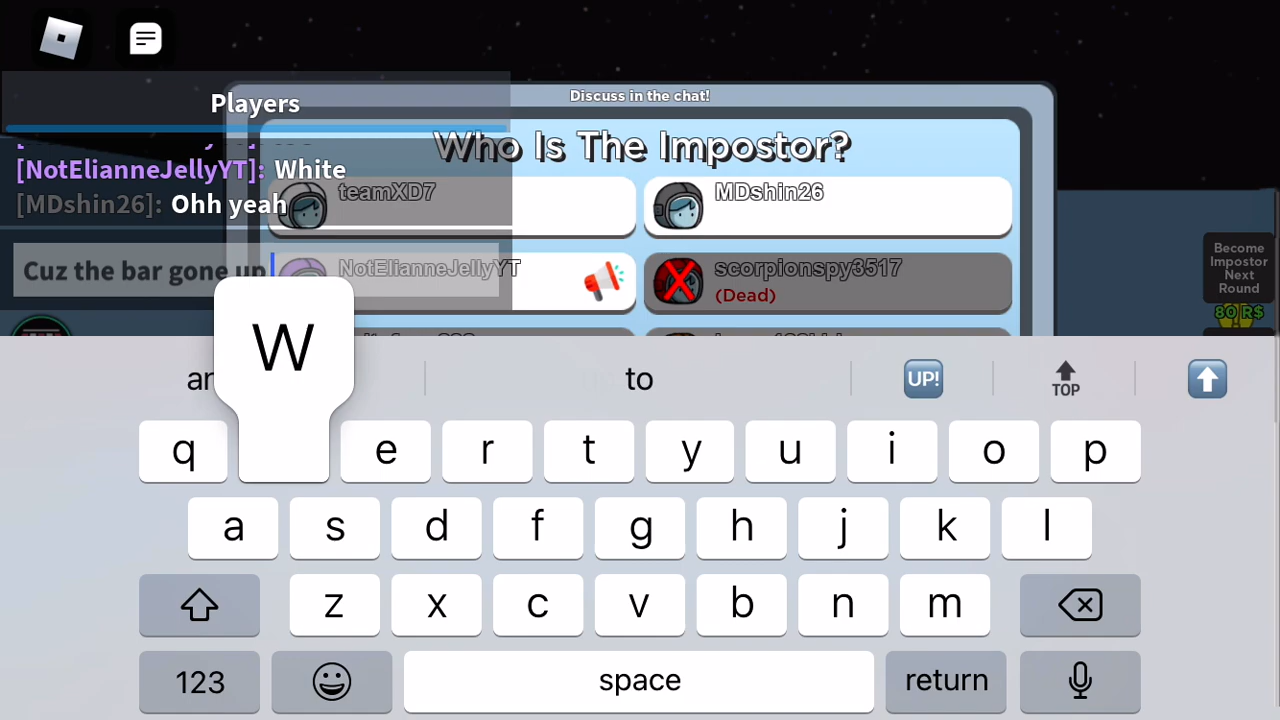 Discuss in the chat!
Players
Who Is The Impostor?
[NotElianneJellyYT]: White
[MDshin26]: Ohh yeah
teamXD7
MDshin26
Cuz the bar gone up
NotElianneJellyYT
scorpionspy3517
(Dead)
Become
Impostor
Next
Round
80 R$
to
UP!
TOP
W
q e r t y u i o p
a s d f g h j k l
z x c v b n m
123 space return